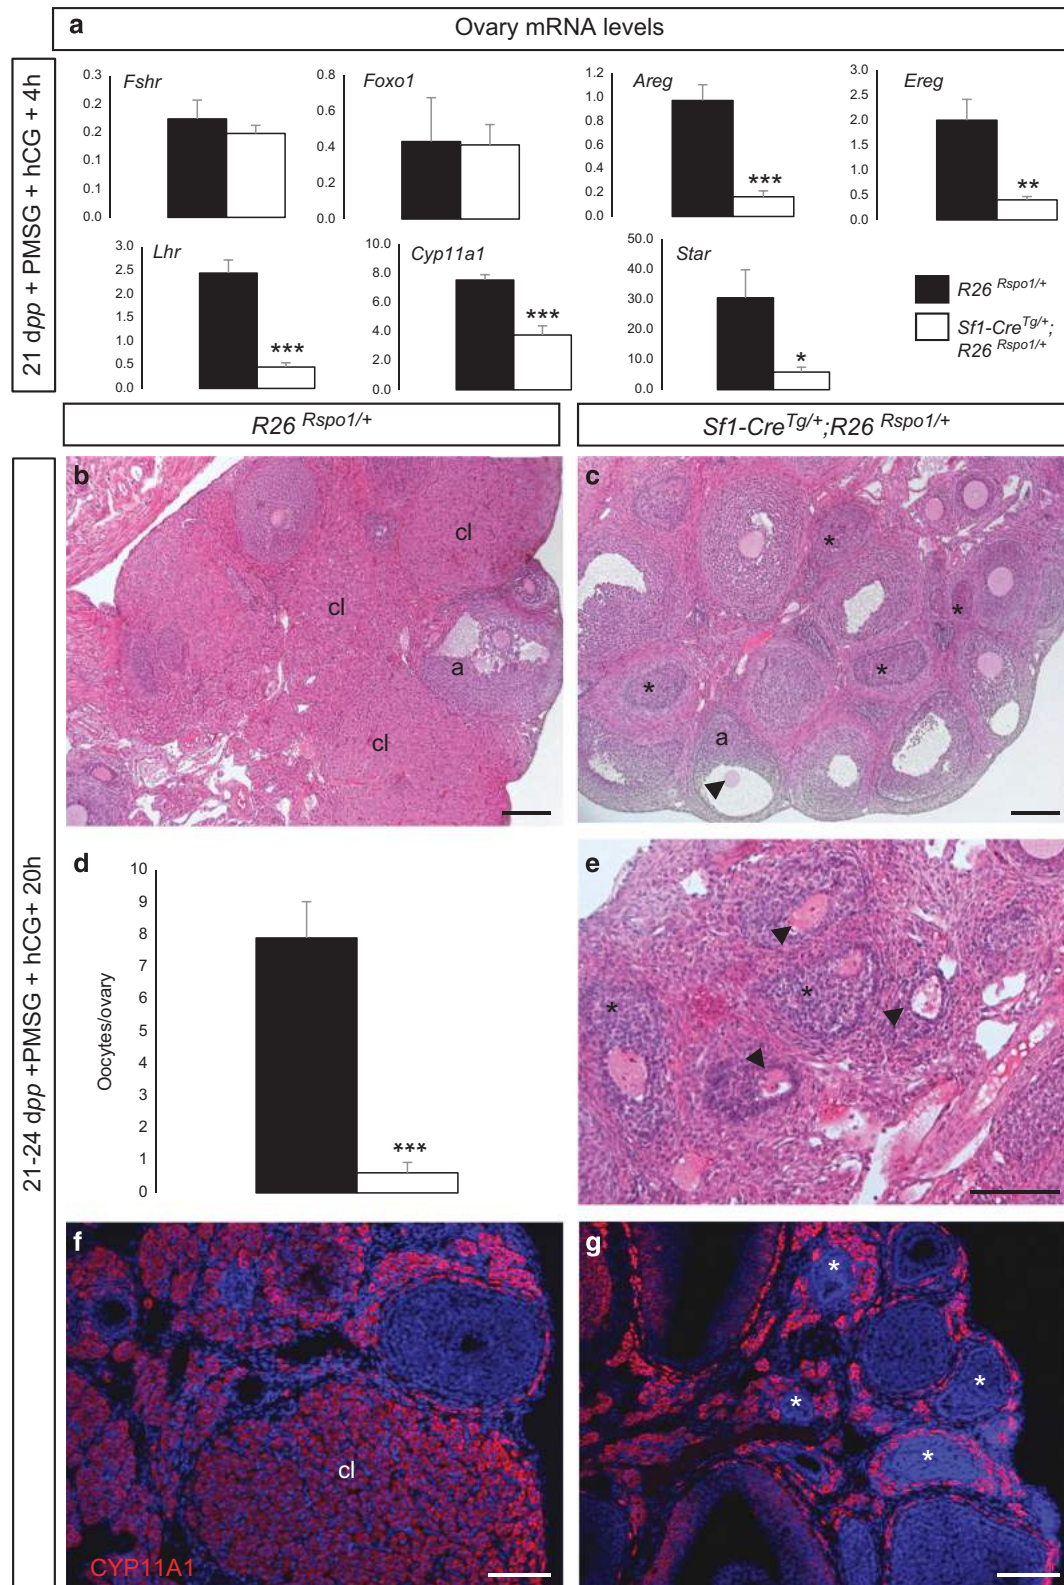 a
Ovary mRNA levels
21 dpp + PMSG + hCG + 4h
Fshr
0.3
0.2
0.2
0.1
0.1
0.0
Foxo1
0.8
0.6
0.4
0.2
0.0
Areg
1.2
1.0
0.8
0.6
0.4
0.2
0.0
***
Ereg
3.0
2.5
2.0
1.5
1.0
0.5
0.0
**
Lhr
3.0
2.5
2.0
1.5
1.0
0.5
0.0
***
Cyp11a1
10.0
8.0
6.0
4.0
2.0
0.0
***
Star
50.0
40.0
30.0
20.0
10.0
0.0
*
R26 Rspo1/+
Sf1-Cre Tg/+;
R26 Rspo1/+
R26 Rspo1/+
Sf1-Cre Tg/+;R26 Rspo1/+
21-24 dpp +PMSG + hCG+ 20h
b
cl
cl
a
cl
c
*
*
*
*
a
d
Oocytes/ovary
10
9
8
7
6
5
4
3
2
1
0
***
e
*
*
f
cl
CYP11A1
g
*
*
*
*